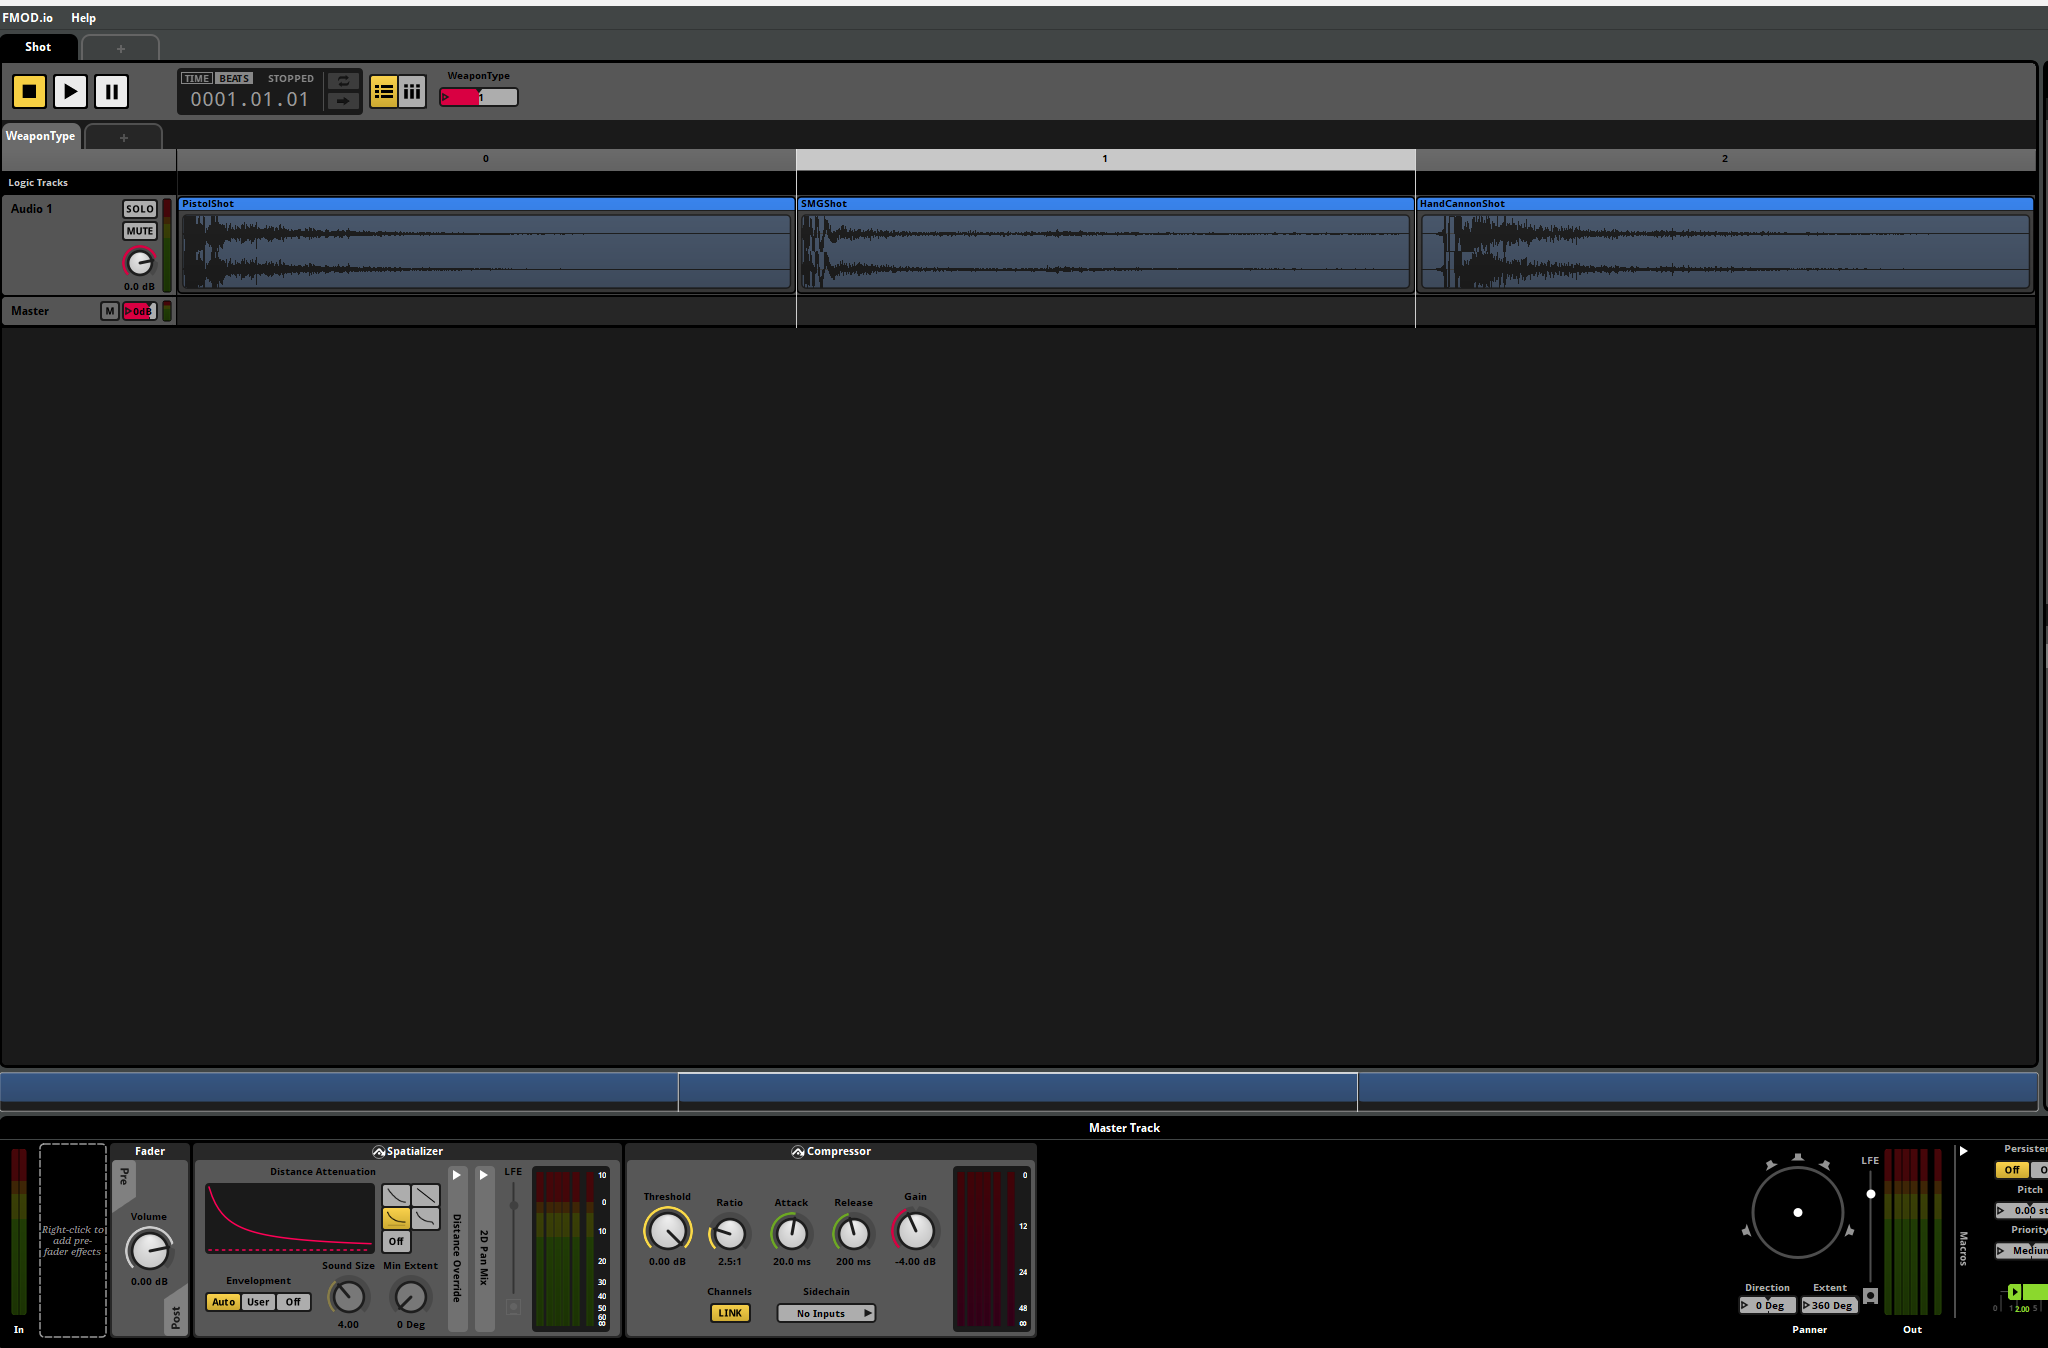 FMOD.io Help
Shot +
TIME BEATS STOPPED
0001.01.01
WeaponType
1
WeaponType +
0 1 2
Logic Tracks
Audio 1 SOLO
MUTE
0.0 dB
PistolShot SMGShot HandCannonShot
Master M 0dB
Master Track
In
Right-click to
add pre-
fader effects
Fader
Pre
Volume
0.00 dB
Post
Spatializer
Distance Attenuation
Off
Envelopment
Auto User Off
Sound Size
4.00
Min Extent
0 Deg
Distance Override
2D Pan Mix
LFE
10
0
10
20
30
40
50
60
∞
Compressor
Threshold Ratio Attack Release Gain
0.00 dB 2.5:1 20.0 ms 200 ms -4.00 dB
Channels
LINK
Sidechain
No Inputs
0
12
24
48
∞
LFE
Direction Extent
0 Deg 360 Deg
Panner
Out
Macros
Persisten
Off O
Pitch
0.00 st
Priority
Medium
0 1 2.00 5